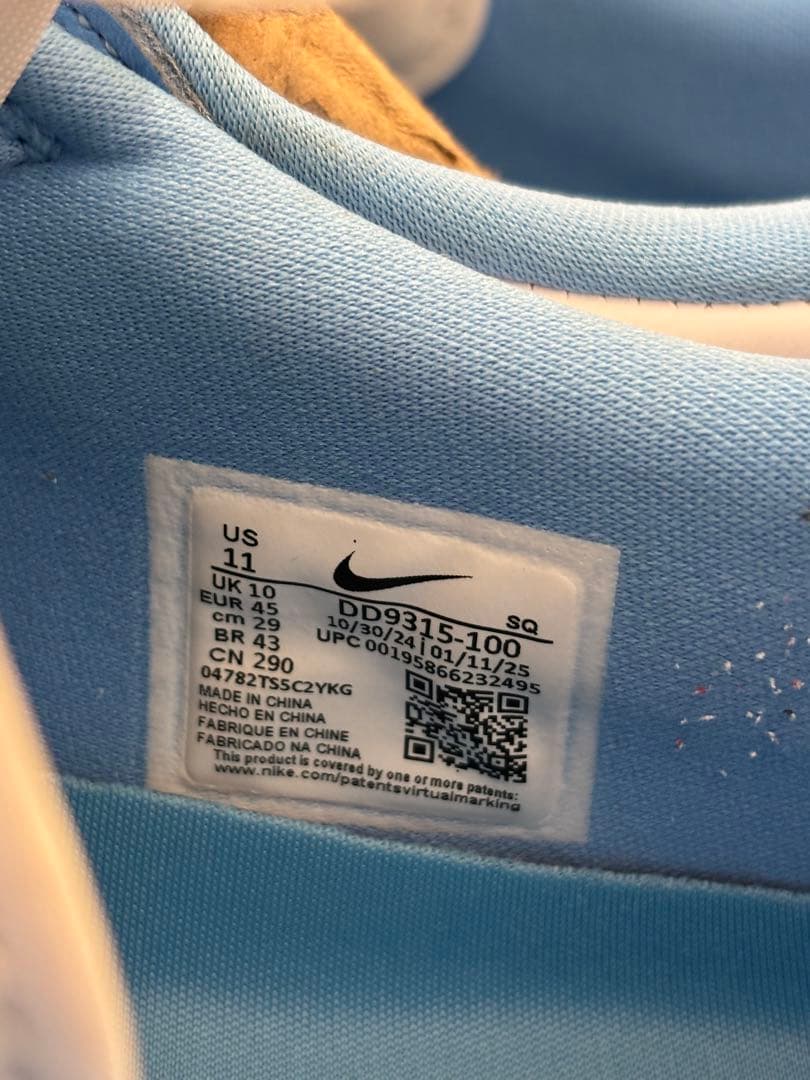 US
11
UK 10
EUR 45
cm 29
BR 43
CN 290
SQ
DD9315-100
10/30/24 | 01/11/25
UPC 00195866232495
04782TS5C2YKG
MADE IN CHINA
HECHO EN CHINA
FABRIQUE EN CHINE
FABRICADO NA CHINA
This product is covered by one or more patents:
www.nike.com/patentsvirtualmarking